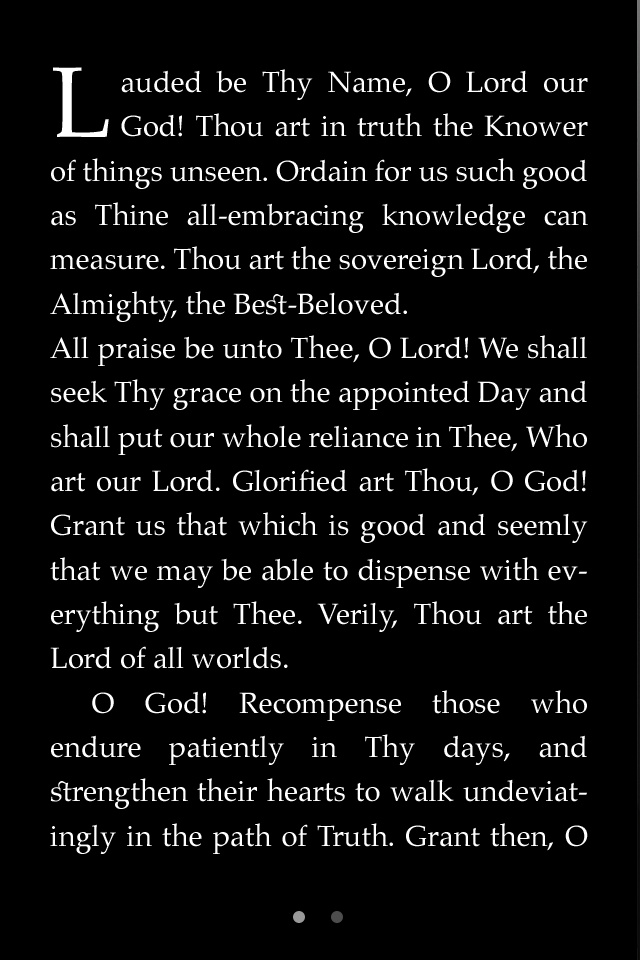 Lauded be Thy Name, O Lord our
God! Thou art in truth the Knower
of things unseen. Ordain for us such good
as Thine all-embracing knowledge can
measure. Thou art the sovereign Lord, the
Almighty, the Best-Beloved.
All praise be unto Thee, O Lord! We shall
seek Thy grace on the appointed Day and
shall put our whole reliance in Thee, Who
art our Lord. Glorified art Thou, O God!
Grant us that which is good and seemly
that we may be able to dispense with ev-
erything but Thee. Verily, Thou art the
Lord of all worlds.
O God! Recompense those who
endure patiently in Thy days, and
strengthen their hearts to walk undeviat-
ingly in the path of Truth. Grant then, O